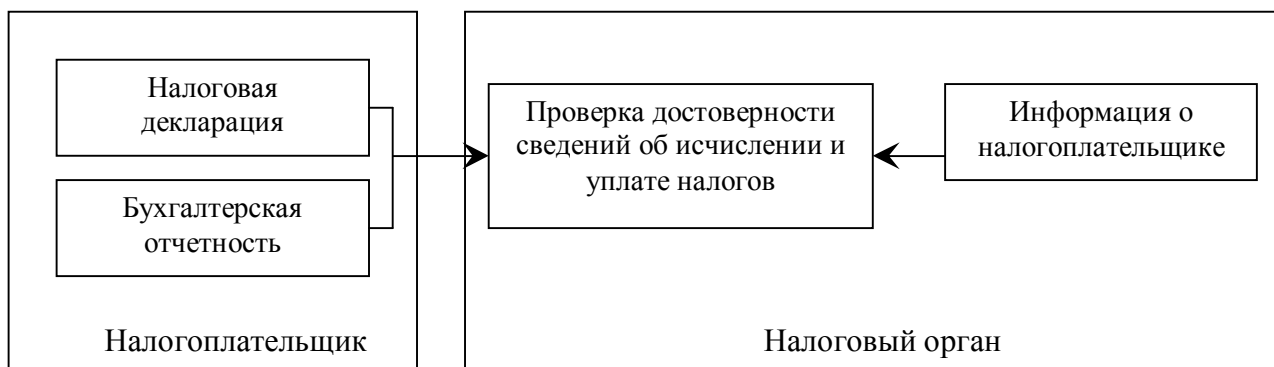 Налоговая
декларация
Бухгалтерская
отчетность
Налогоплательщик
Проверка достоверности
сведений об исчислении и
уплате налогов
Информация о
налогоплательщике
Налоговый орган